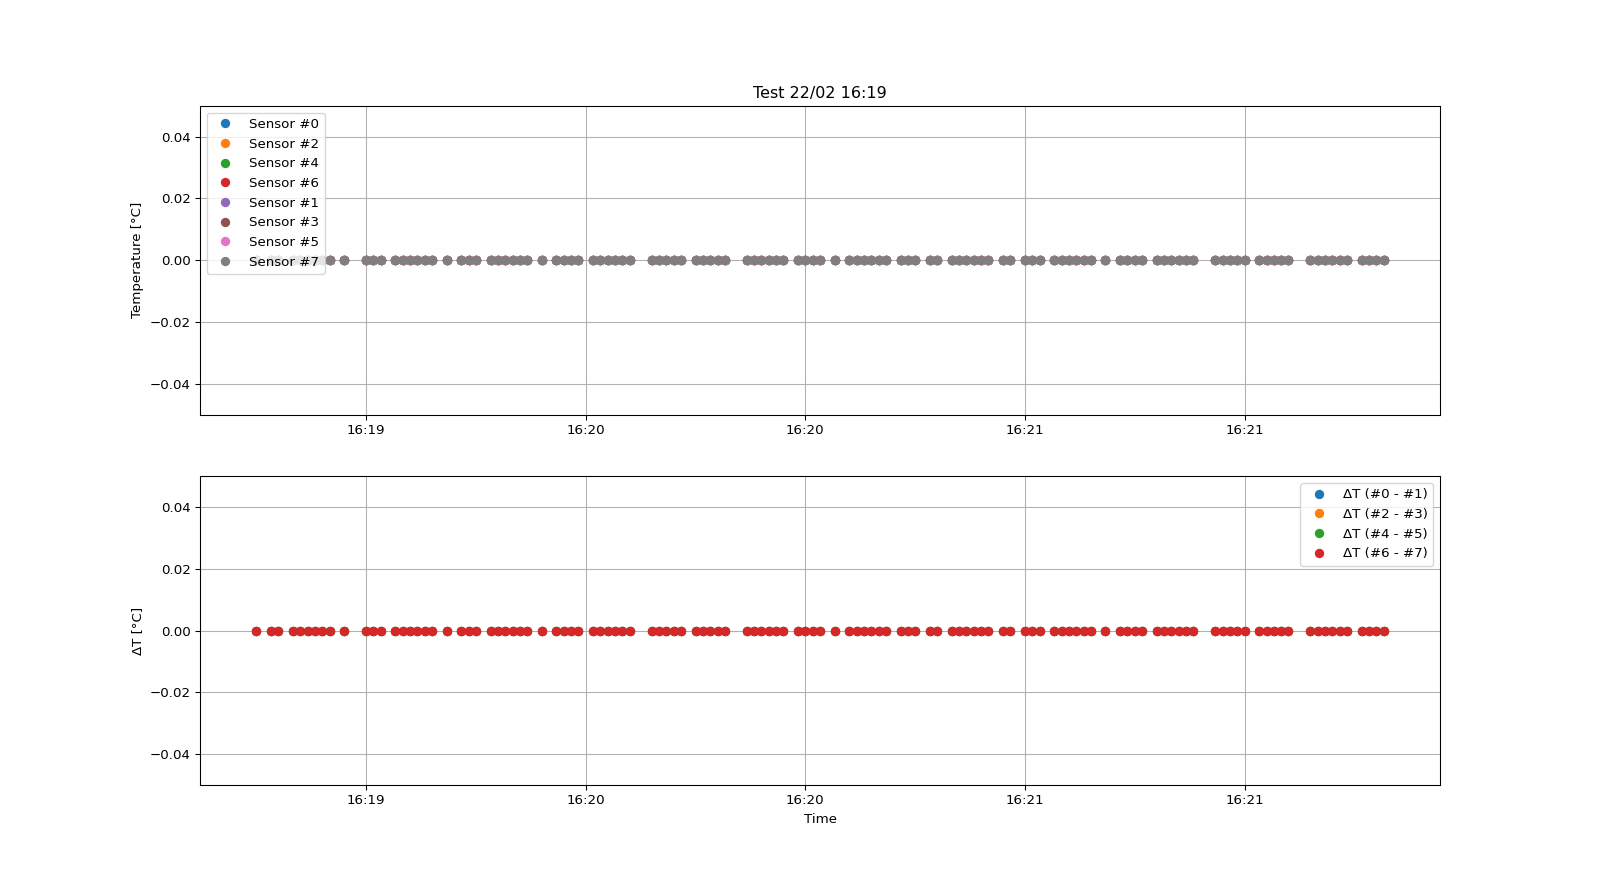 Test 22/02 16:19
Temperature [°C]
0.04
0.02
0.00
−0.02
−0.04
Sensor #0
Sensor #2
Sensor #4
Sensor #6
Sensor #1
Sensor #3
Sensor #5
Sensor #7
16:19 16:20 16:20 16:21 16:21
ΔT [°C]
0.04
0.02
0.00
−0.02
−0.04
ΔT (#0 - #1)
ΔT (#2 - #3)
ΔT (#4 - #5)
ΔT (#6 - #7)
16:19 16:20 16:20 16:21 16:21
Time